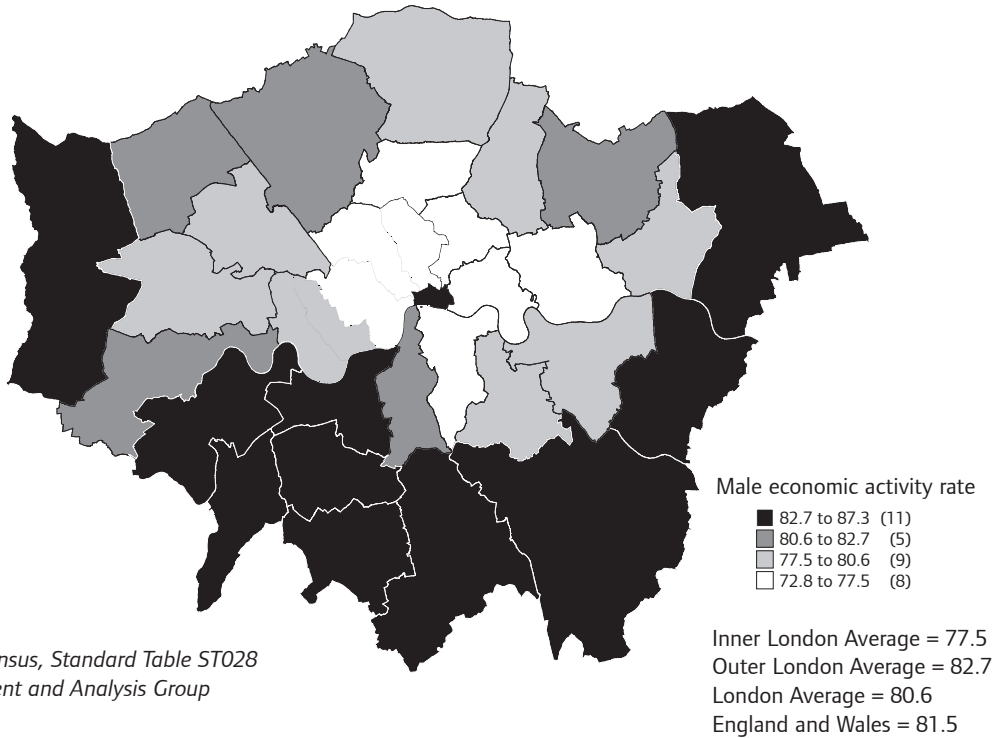 Male economic activity rate
82.7 to 87.3 (11)
80.6 to 82.7 (5)
77.5 to 80.6 (9)
72.8 to 77.5 (8)
Inner London Average = 77.5
Outer London Average = 82.7
London Average = 80.6
England and Wales = 81.5
nsus, Standard Table ST028
ent and Analysis Group